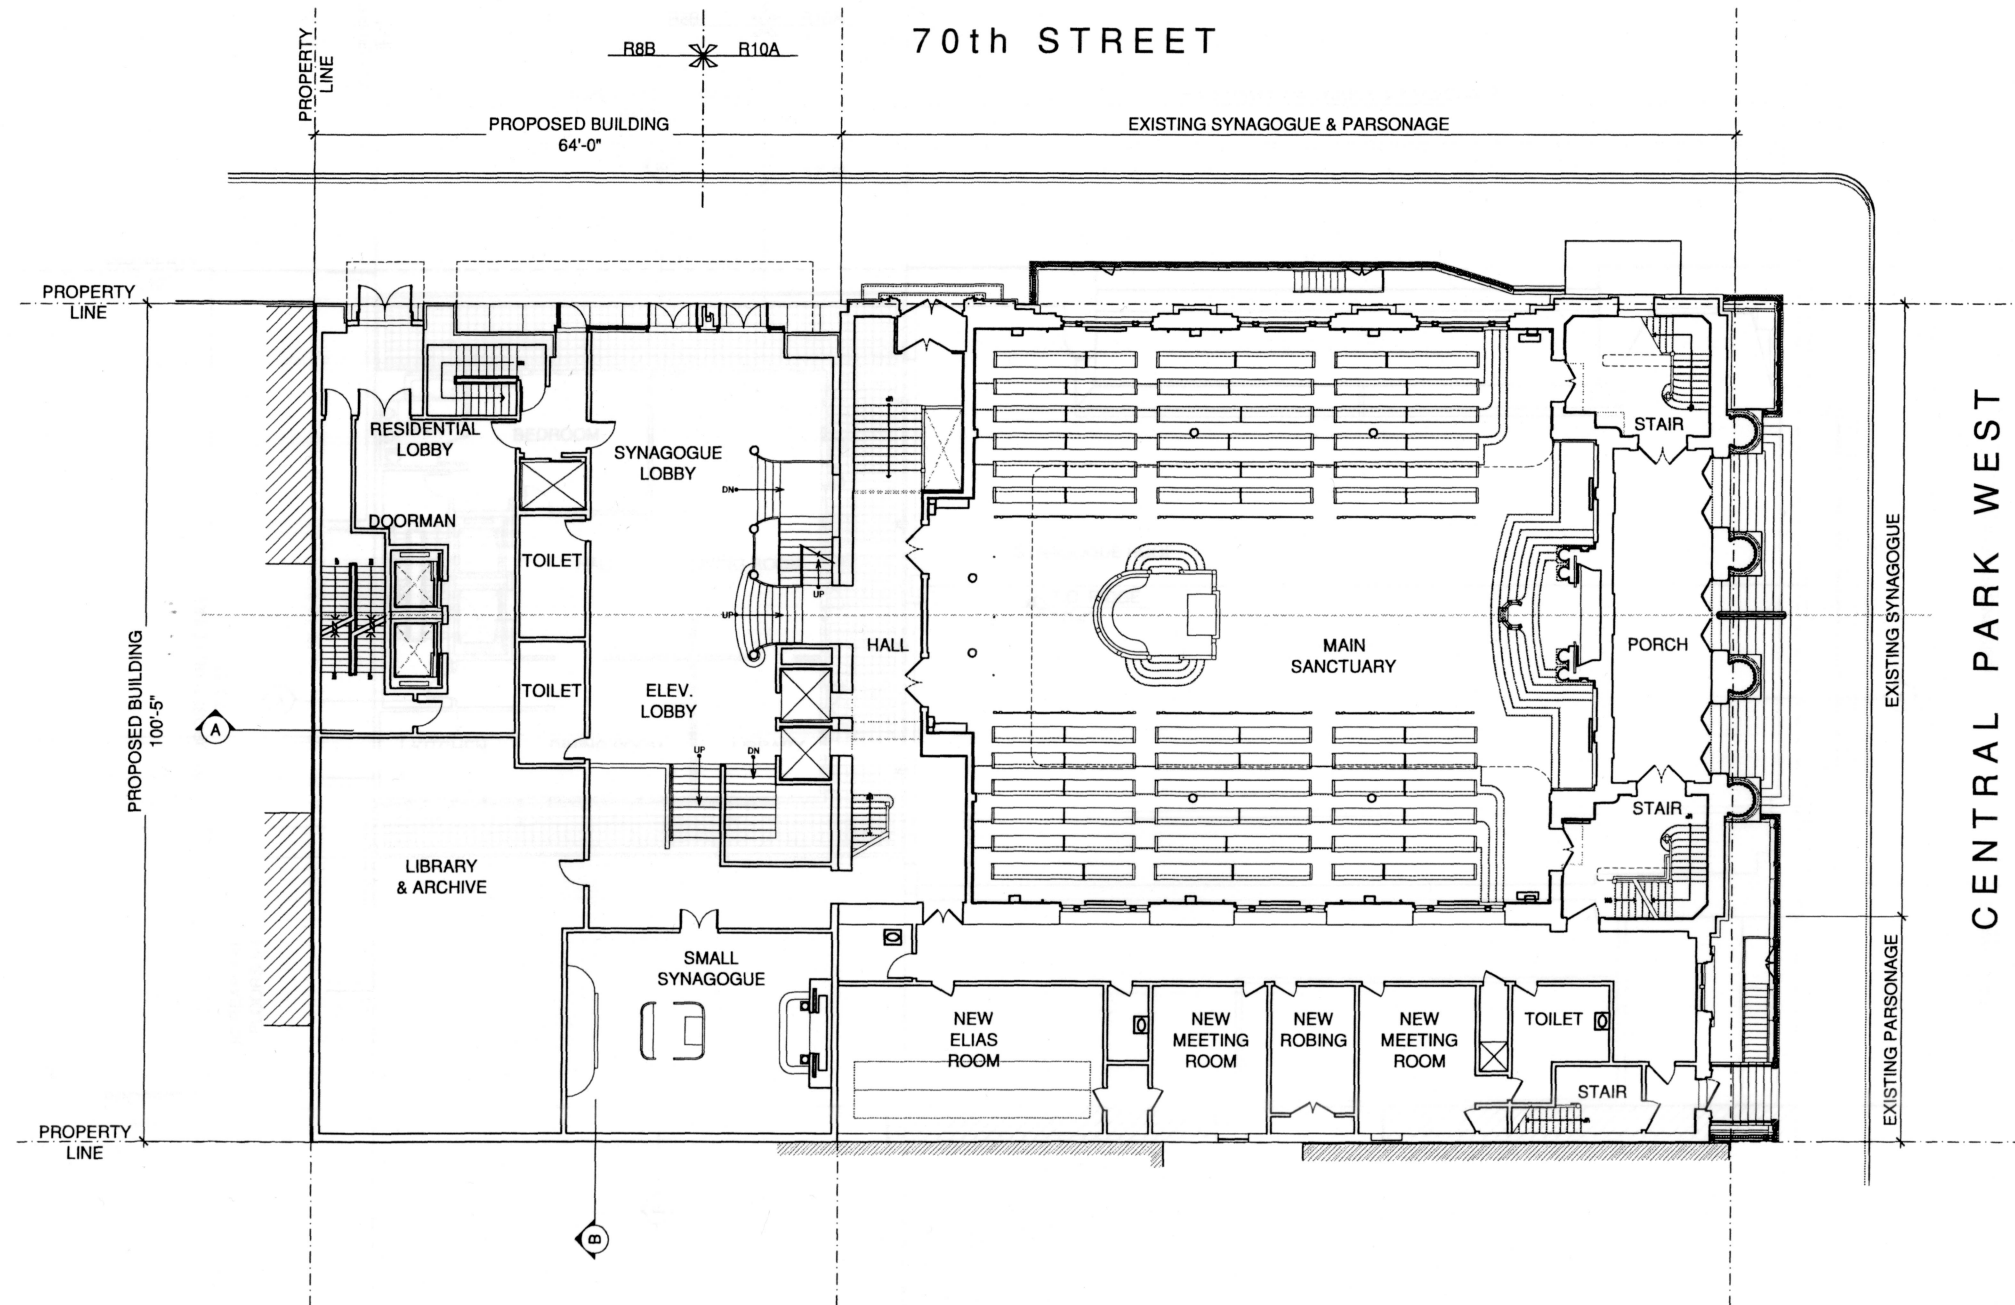 70th STREET
PROPERTY
LINE
R8B
R10A
PROPOSED BUILDING
64'-0"
EXISTING SYNAGOGUE & PARSONAGE
PROPERTY
LINE
RESIDENTIAL
LOBBY
SYNAGOGUE
LOBBY
STAIR
DN
DOORMAN
TOILET
UP
UP
HALL
MAIN
SANCTUARY
PORCH
EXISTING SYNAGOGUE
CENTRAL PARK WEST
PROPOSED BUILDING
100'-5"
A
TOILET
ELEV.
LOBBY
UP
DN
STAIR
LIBRARY
& ARCHIVE
SMALL
SYNAGOGUE
NEW
ELIAS
ROOM
NEW
MEETING
ROOM
NEW
ROBING
NEW
MEETING
ROOM
TOILET
STAIR
EXISTING PARSONAGE
PROPERTY
LINE
B